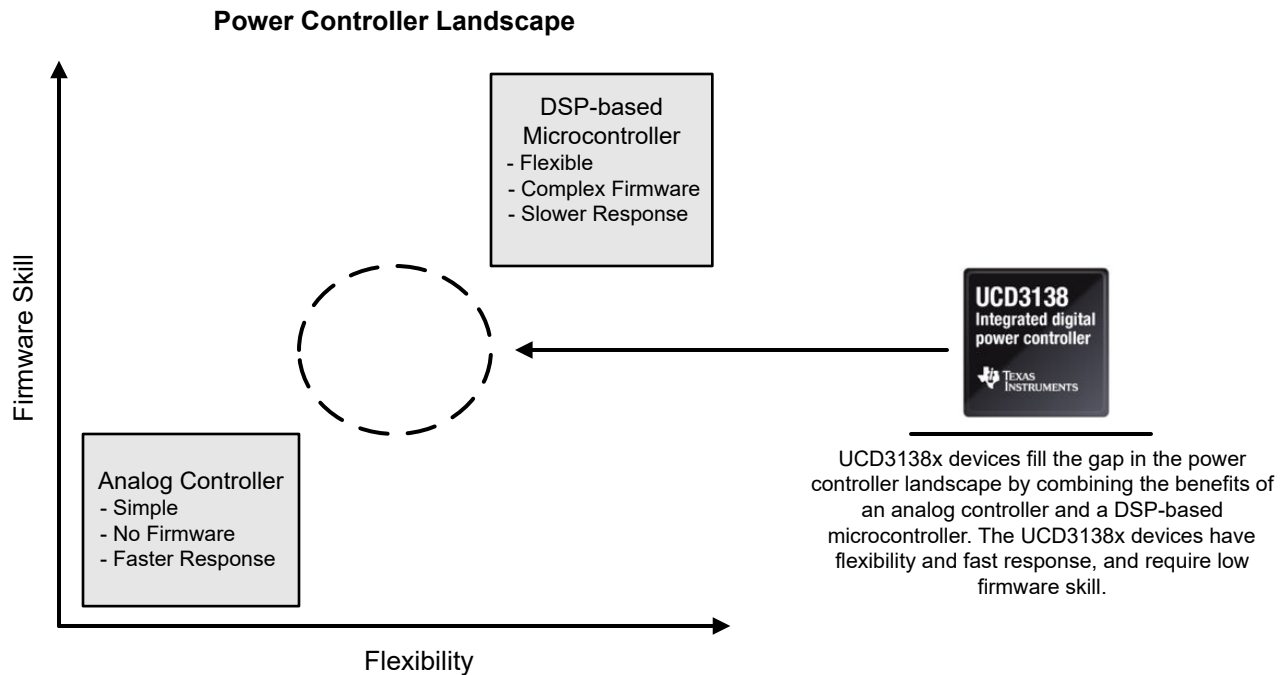 Power Controller Landscape
DSP-based
Microcontroller
- Flexible
- Complex Firmware
- Slower Response
Firmware Skill
Analog Controller
- Simple
- No Firmware
- Faster Response
Flexibility
UCD3138
Integrated digital
power controller
TEXAS
INSTRUMENTS
UCD3138x devices fill the gap in the power
controller landscape by combining the benefits of
an analog controller and a DSP-based
microcontroller. The UCD3138x devices have
flexibility and fast response, and require low
firmware skill.